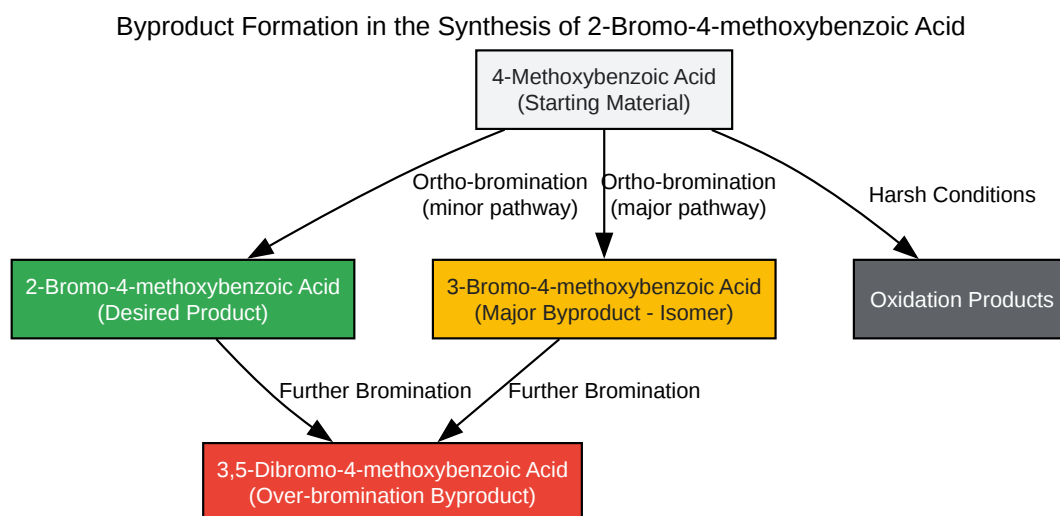 Byproduct Formation in the Synthesis of 2-Bromo-4-methoxybenzoic Acid
4-Methoxybenzoic Acid
(Starting Material)
Ortho-bromination
(minor pathway)
Ortho-bromination
(major pathway)
Harsh Conditions
2-Bromo-4-methoxybenzoic Acid
(Desired Product)
3-Bromo-4-methoxybenzoic Acid
(Major Byproduct - Isomer)
Oxidation Products
Further Bromination
Further Bromination
3,5-Dibromo-4-methoxybenzoic Acid
(Over-bromination Byproduct)